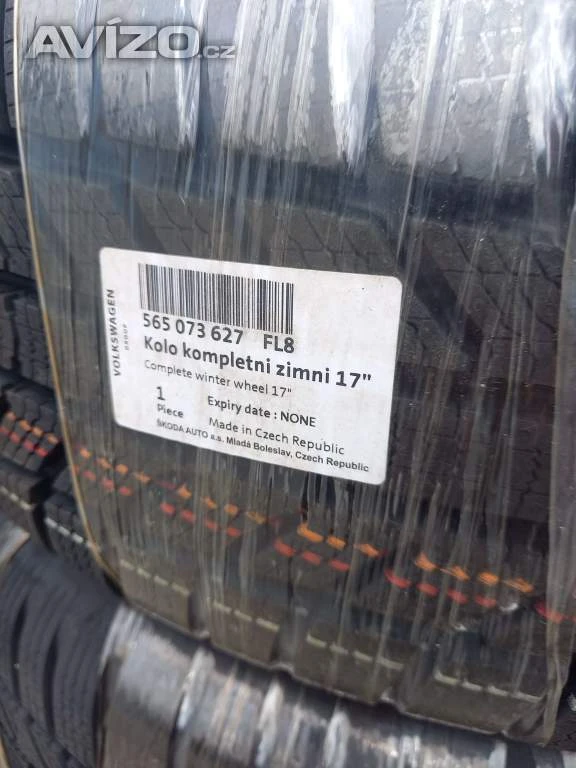 AVÍZO.cz
VOLKSWAGEN
GROUP
565 073 627 FL8
Kolo kompletni zimni 17"
Complete winter wheel 17"
1 Expiry date : NONE
Piece Made in Czech Republic
ŠKODA AUTO a.s. Mladá Boleslav, Czech Republic